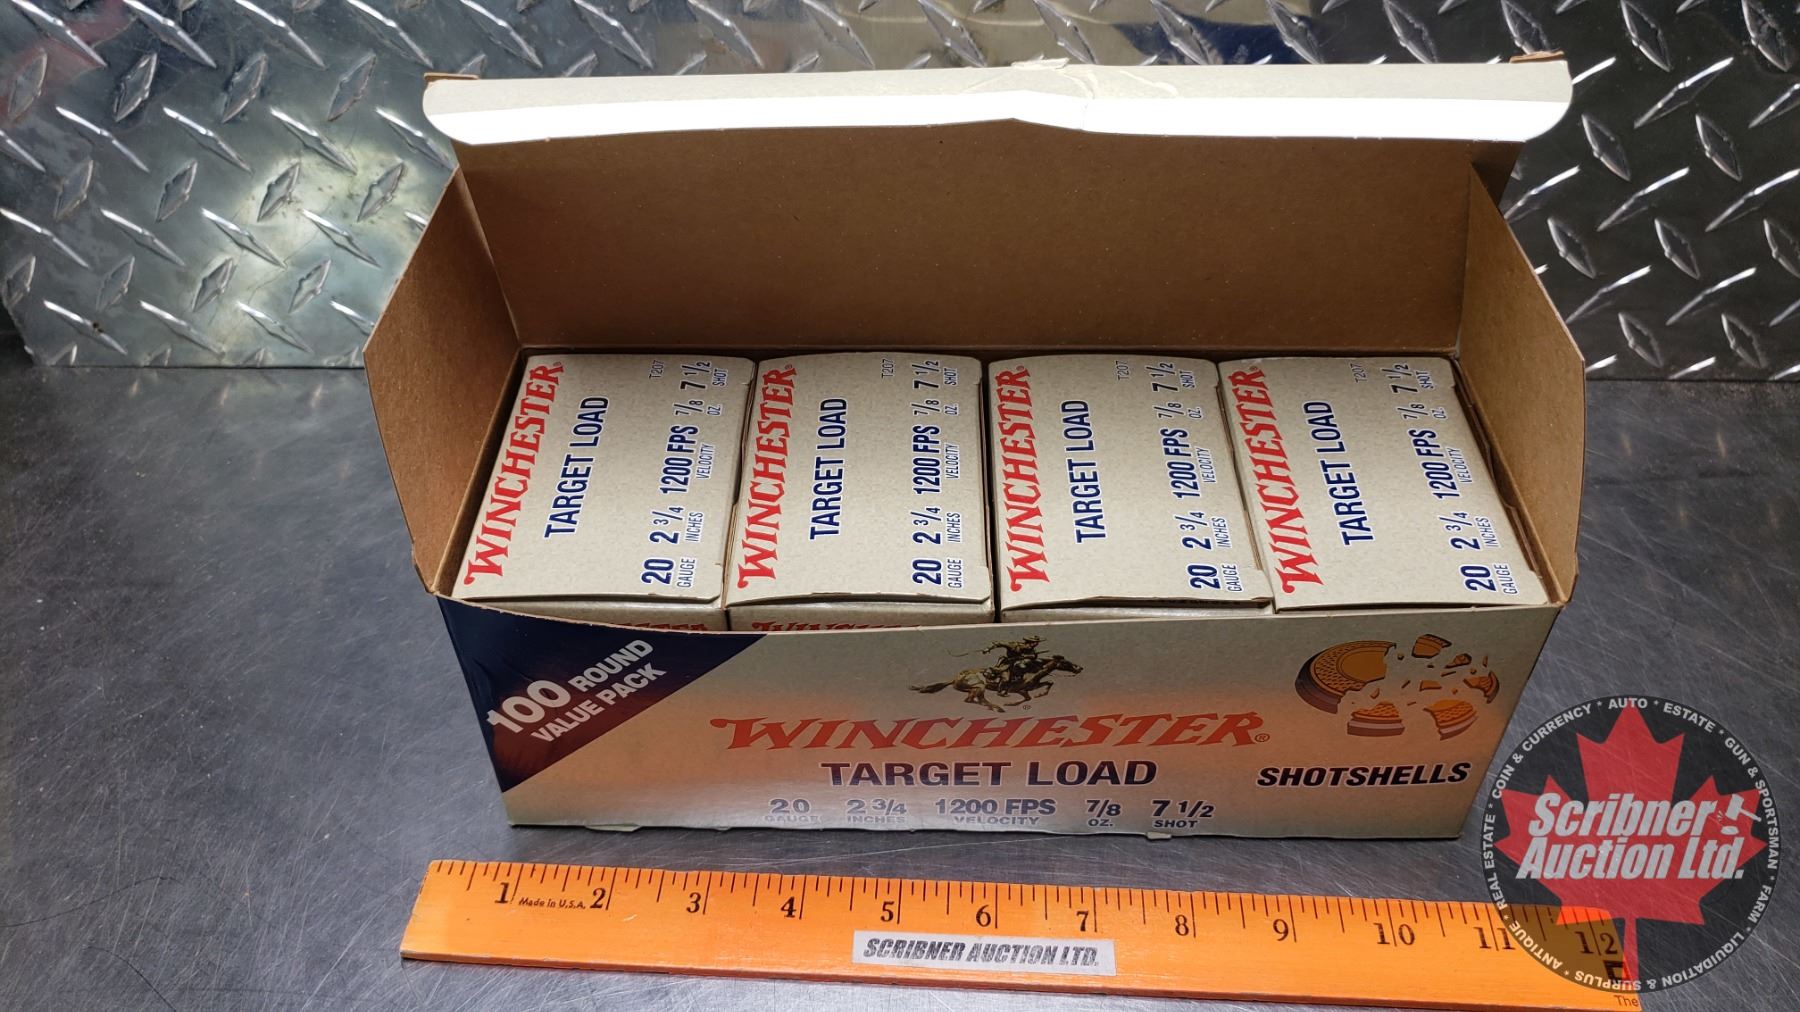 WINCHESTER®
TARGET LOAD
T207
20 2 3/4 1200 FPS 7/8 7 1/2
GAUGE INCHES VELOCITY OZ. SHOT
WINCHESTER®
TARGET LOAD
T207
20 2 3/4 1200 FPS 7/8 7 1/2
GAUGE INCHES VELOCITY OZ. SHOT
WINCHESTER®
TARGET LOAD
T207
20 2 3/4 1200 FPS 7/8 7 1/2
GAUGE INCHES VELOCITY OZ. SHOT
WINCHESTER®
TARGET LOAD
T207
20 2 3/4 1200 FPS 7/8 7 1/2
GAUGE INCHES VELOCITY OZ. SHOT
100 ROUND
VALUE PACK
®
WINCHESTER®
TARGET LOAD
SHOTSHELLS
20 2 3/4 1200 FPS 7/8 7 1/2
GAUGE INCHES VELOCITY OZ. SHOT
1 2 3 4 5 6 7 8 9 10 11 12
Made in U.S.A.
SCRIBNER AUCTION LTD.
The
REAL ESTATE * COIN & CURRENCY * AUTO * ESTATE * GUN & SPORTSMAN * FARM * LIQUIDATION & SURPLUS * ANTIQUE *
Scribner
Auction Ltd.